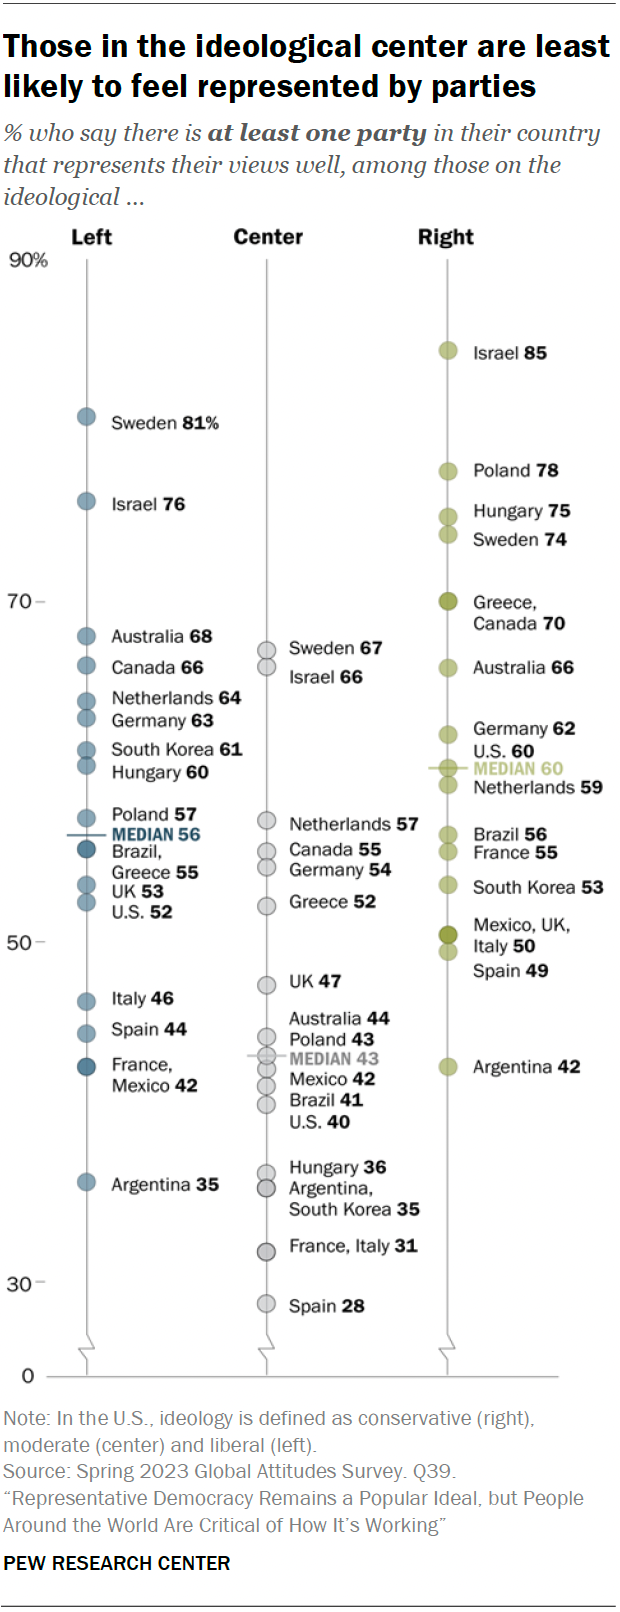 Those in the ideological center are least
likely to feel represented by parties
% who say there is at least one party in their country
that represents their views well, among those on the
ideological ...
Left
Center
Right
90%
70
50
30
0
Sweden 81%
Israel 76
Australia 68
Canada 66
Netherlands 64
Germany 63
South Korea 61
Hungary 60
Poland 57
MEDIAN 56
Brazil,
Greece 55
UK 53
U.S. 52
Italy 46
Spain 44
France,
Mexico 42
Argentina 35
Sweden 67
Israel 66
Netherlands 57
Canada 55
Germany 54
Greece 52
UK 47
Australia 44
Poland 43
MEDIAN 43
Mexico 42
Brazil 41
U.S. 40
Hungary 36
Argentina,
South Korea 35
France, Italy 31
Spain 28
Israel 85
Poland 78
Hungary 75
Sweden 74
Greece,
Canada 70
Australia 66
Germany 62
U.S. 60
MEDIAN 60
Netherlands 59
Brazil 56
France 55
South Korea 53
Mexico, UK,
Italy 50
Spain 49
Argentina 42
Note: In the U.S., ideology is defined as conservative (right),
moderate (center) and liberal (left).
Source: Spring 2023 Global Attitudes Survey. Q39.
“Representative Democracy Remains a Popular Ideal, but People
Around the World Are Critical of How It’s Working”
PEW RESEARCH CENTER